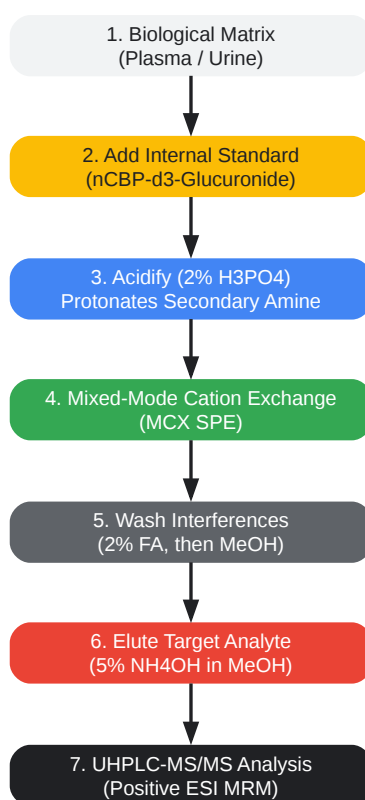 1. Biological Matrix
(Plasma / Urine)
2. Add Internal Standard
(nCBP-d3-Glucuronide)
3. Acidify (2% H3PO4)
Protonates Secondary Amine
4. Mixed-Mode Cation Exchange
(MCX SPE)
5. Wash Interferences
(2% FA, then MeOH)
6. Elute Target Analyte
(5% NH4OH in MeOH)
7. UHPLC-MS/MS Analysis
(Positive ESI MRM)